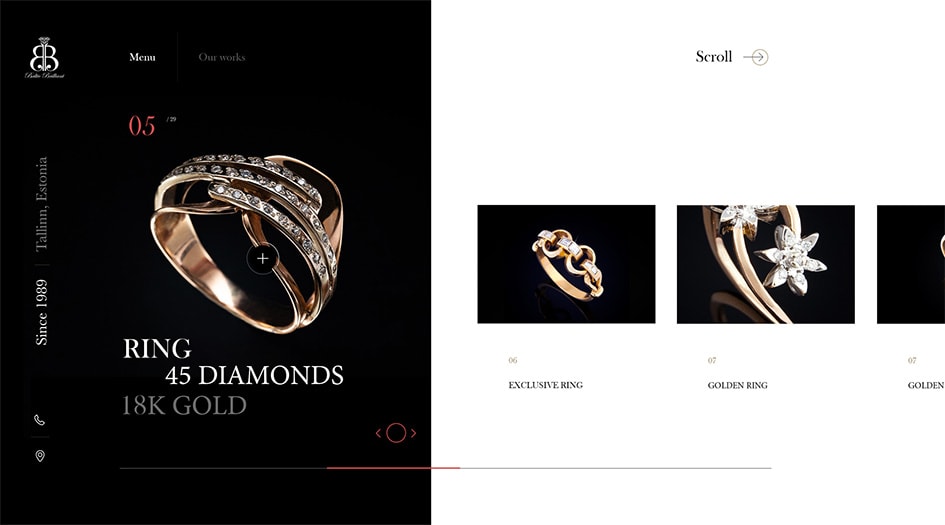 BB
Baltic Brilliant
Menu
Our works
Scroll
05
/ 29
Since 1989
Tallinn, Estonia
RING
45 DIAMONDS
18K GOLD
06
EXCLUSIVE RING
07
GOLDEN RING
07
GOLDEN